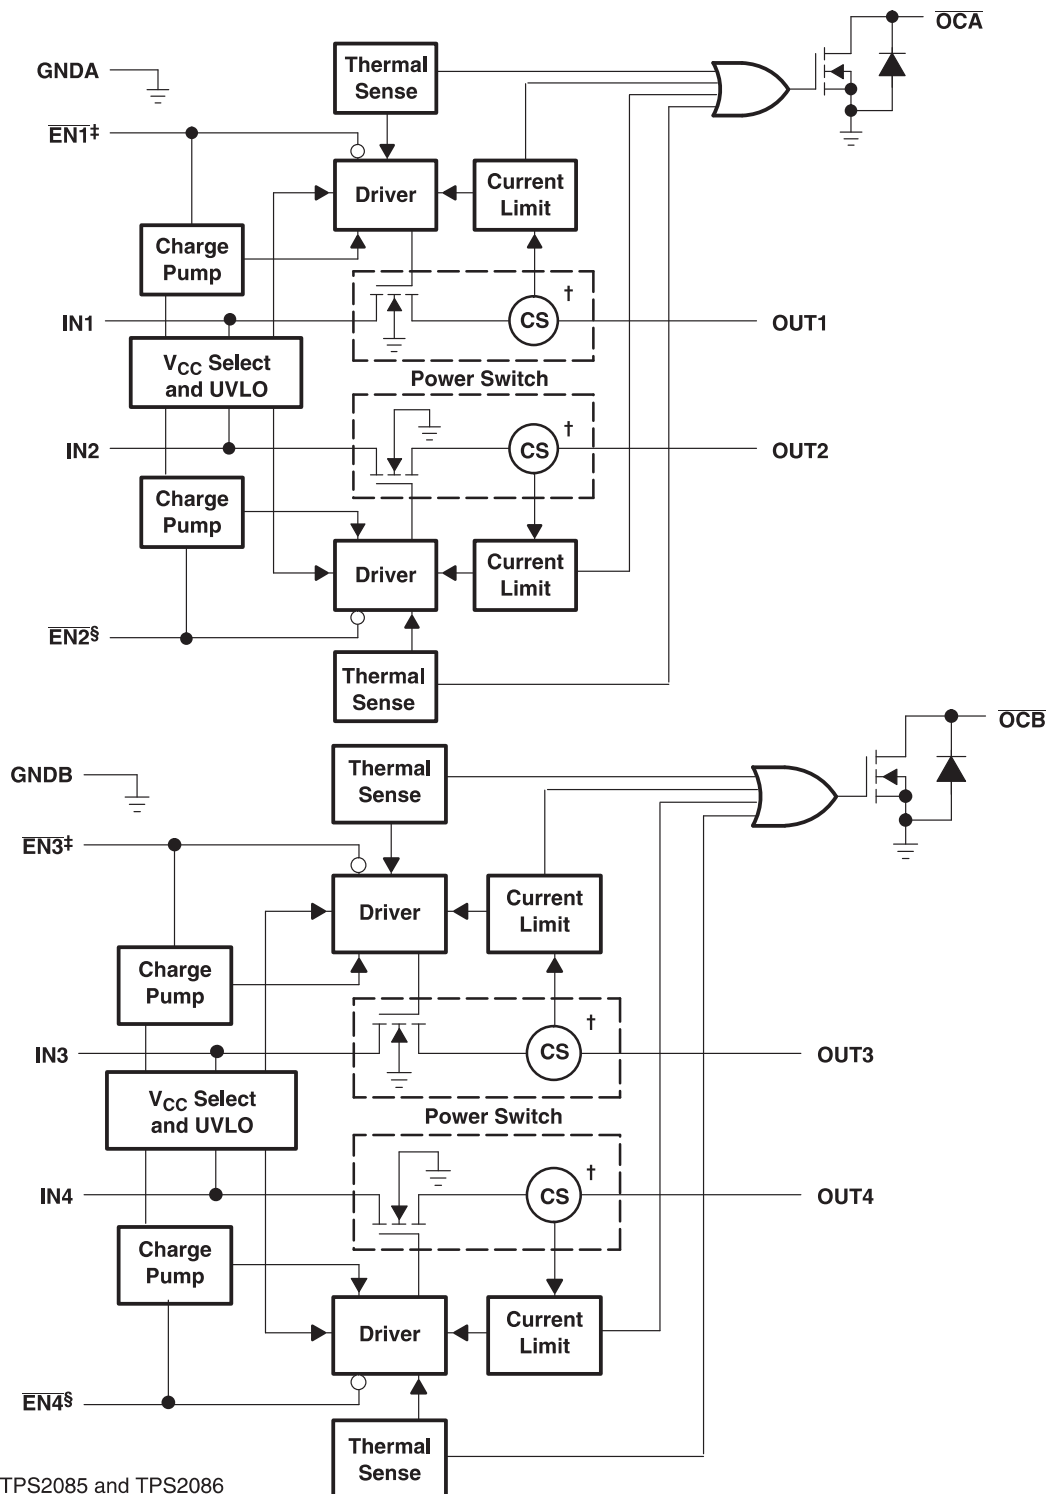 OCA
Thermal
Sense
GNDA
EN1‡
Driver
Current
Limit
Charge
Pump
†
IN1
CS
OUT1
VCC Select
and UVLO
Power Switch
†
IN2
CS
OUT2
Charge
Pump
Driver
Current
Limit
EN2§
Thermal
Sense
OCB
GNDB
Thermal
Sense
EN3‡
Driver
Current
Limit
Charge
Pump
†
IN3
CS
OUT3
VCC Select
and UVLO
Power Switch
†
IN4
CS
OUT4
Charge
Pump
Driver
Current
Limit
EN4§
Thermal
Sense
TPS2085 and TPS2086